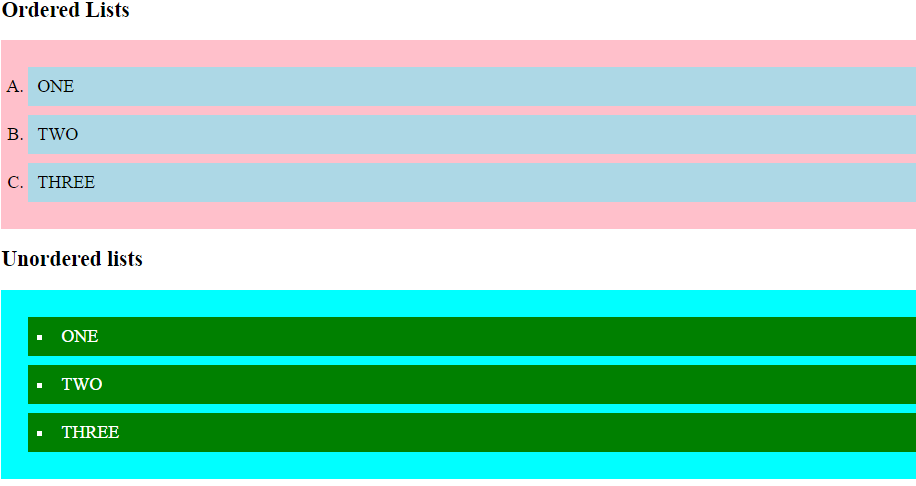 Ordered Lists
A. ONE
B. TWO
C. THREE
Unordered lists
▪ ONE
▪ TWO
▪ THREE